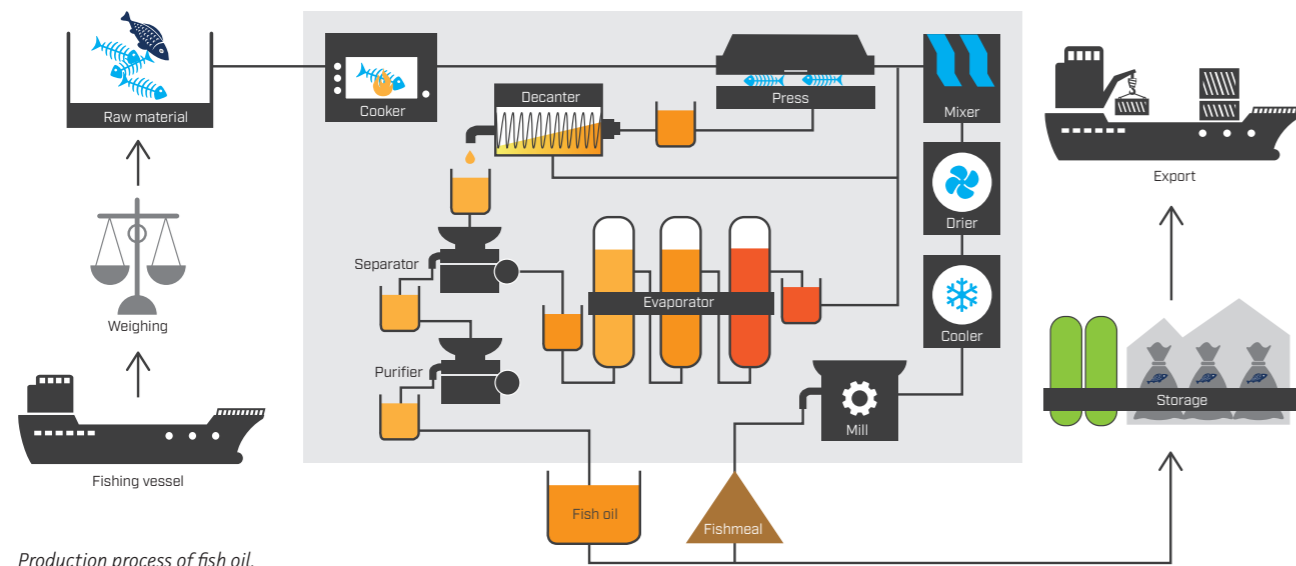 Raw material
Cooker
Decanter
Press
Mixer
Export
Drier
Separator
Evaporator
Weighing
Cooler
Purifier
Storage
Mill
Fishing vessel
Fish oil
Fishmeal
Production process of fish oil.